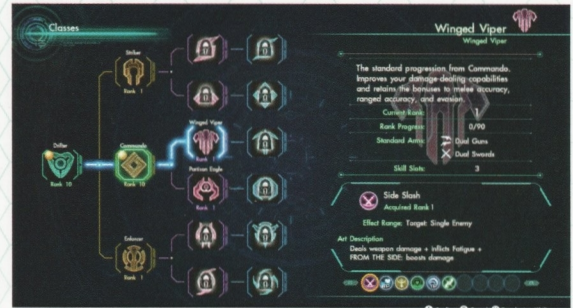 Classes
Winged Viper
Winged Viper
Striker
Rank 1
The standard progression from Commando.
Improves your damage-dealing capabilities
and retains the bonuses to melee accuracy,
ranged accuracy, and evasion.
Current Rank:
Rank Progress: 0/90
Standard Arms: Dual Guns
Dual Swords
Skill Slots: 3
Winged Viper
Rank
Drifter
Rank 10
Commando
Rank 10
Partisan Eagle
Rank 1
Enforcer
Rank 1
Side Slash
Acquired Rank 1
Effect Range: Target: Single Enemy
Art Description
Deals weapon damage + inflicts Fatigue +
FROM THE SIDE: boosts damage